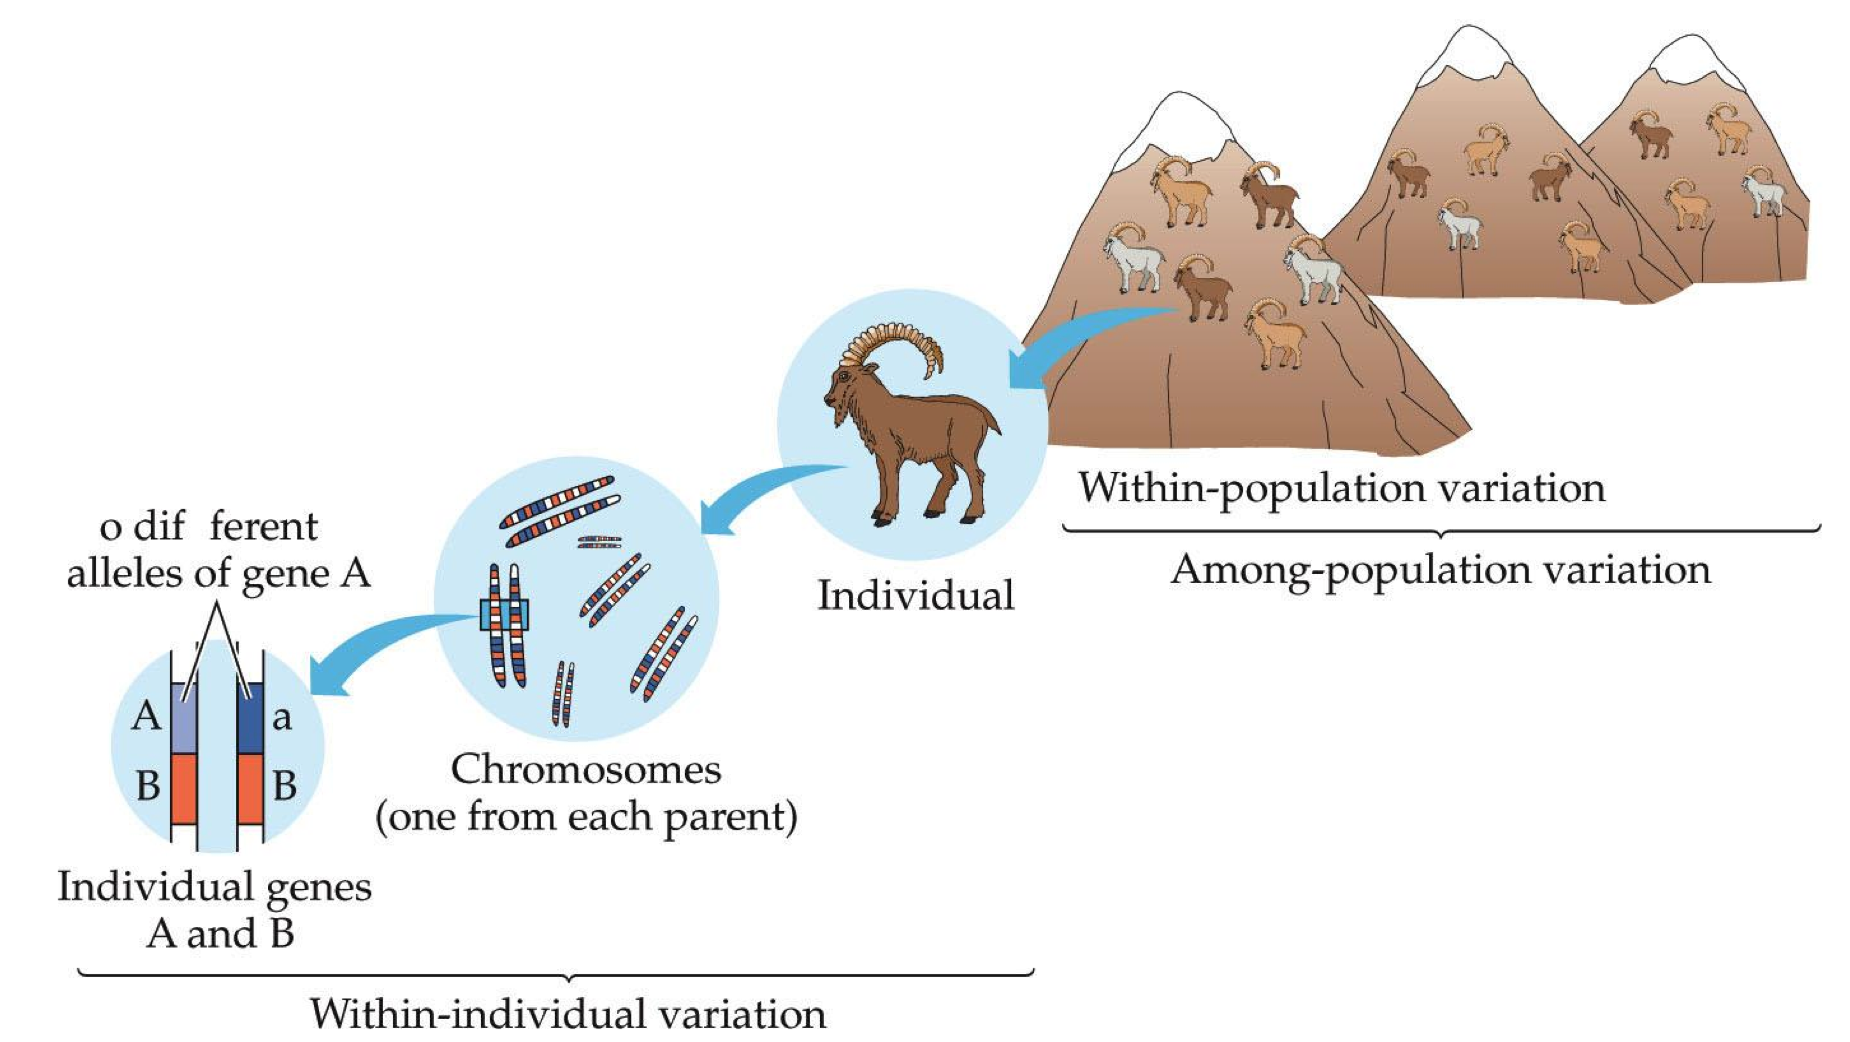 Within-population variation
Among-population variation
Individual
o dif ferent
alleles of gene A
A
a
B
B
Chromosomes
(one from each parent)
Individual genes
A and B
Within-individual variation